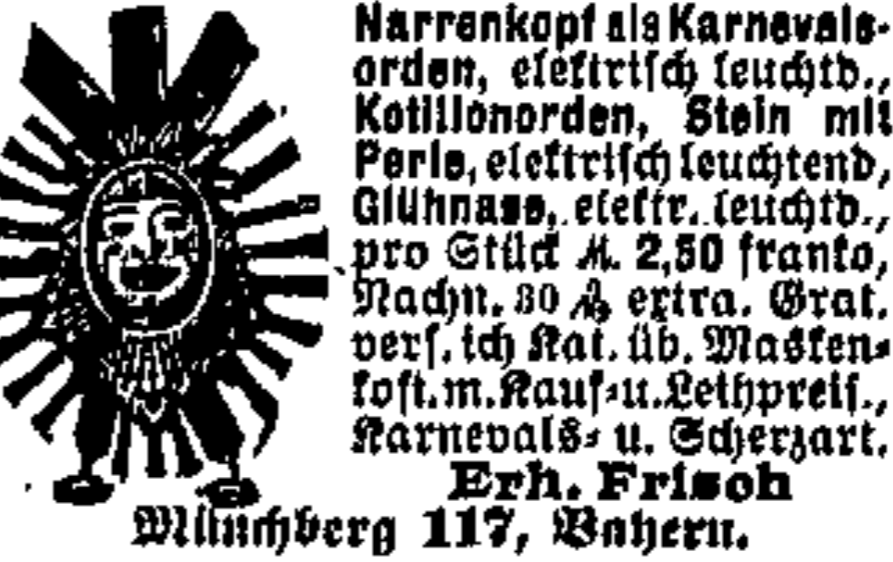 Narrenkopf als Karnevals-
orden, elektrisch leuchtd.,
Kotillonorden, Stein mit
Perle, elektrisch leuchtend,
Glühnase, elektr. leuchtd.,
pro Stück M. 2,50 franko,
Nachn. 30 ₰ extra. Grat.
vers. ich Kat. üb. Masken-
kost. m. Kauf- u. Leihpreis.,
Karnevals- u. Scherzart.
Erh. Frisch
Münchberg 117, Bayern.